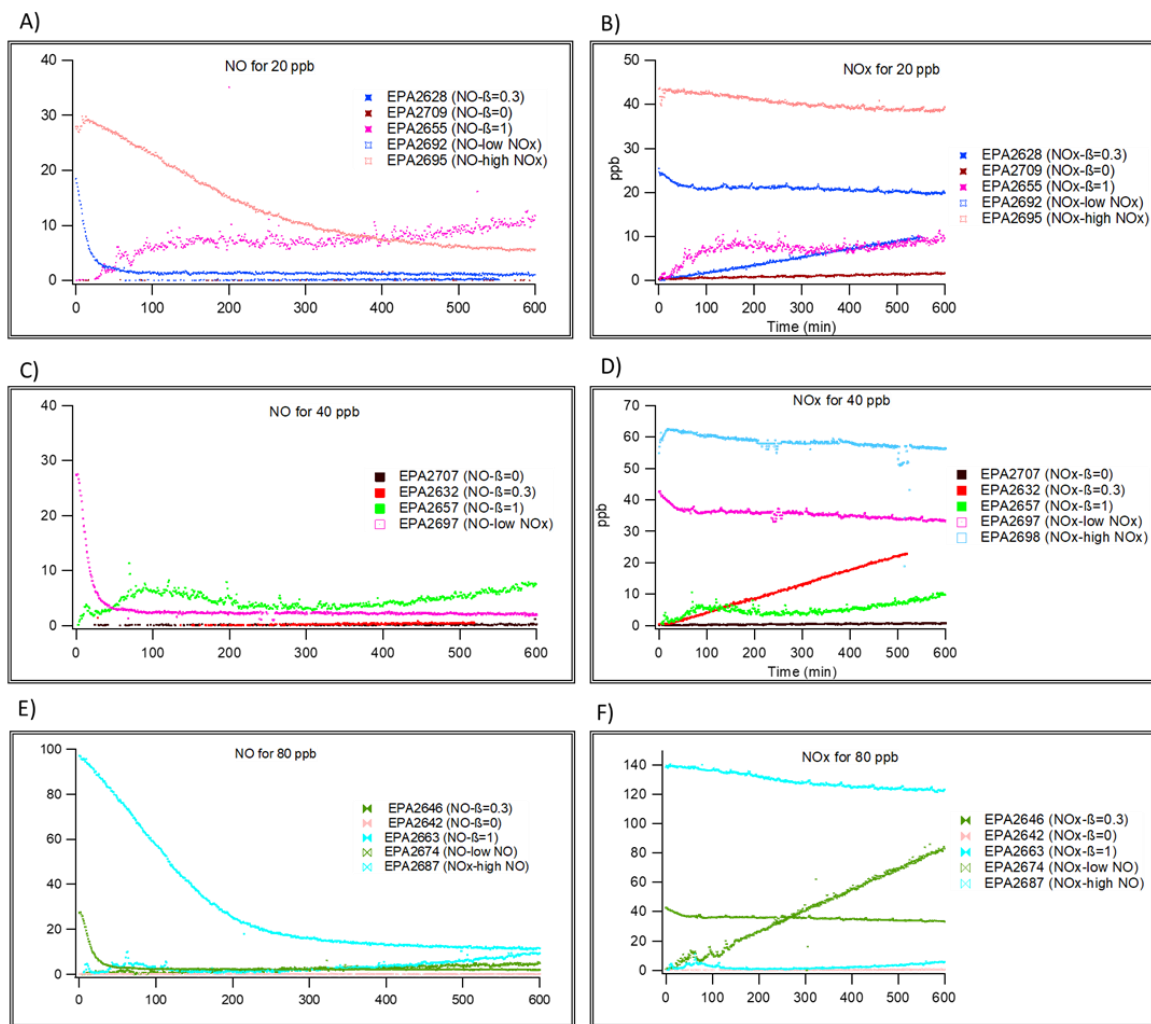 A)
NO for 20 ppb
40
30
20
10
0
EPA2628 (NO-ß=0.3)
EPA2709 (NO-ß=0)
EPA2655 (NO-ß=1)
EPA2692 (NO-low NOx)
EPA2695 (NO-high NOx)
0 100 200 300 400 500 600
B)
NOx for 20 ppb
50
40
30
20
10
0
ppb
EPA2628 (NOx-ß=0.3)
EPA2709 (NOx-ß=0)
EPA2655 (NOx-ß=1)
EPA2692 (NOx-low NOx)
EPA2695 (NOx-high NOx)
0 100 200 300 400 500 600
Time (min)
C)
NO for 40 ppb
40
30
20
10
0
EPA2707 (NO-ß=0)
EPA2632 (NO-ß=0.3)
EPA2657 (NO-ß=1)
EPA2697 (NO-low NOx)
0 100 200 300 400 500 600
D)
NOx for 40 ppb
70
60
50
40
30
20
10
0
ppb
EPA2707 (NOx-ß=0)
EPA2632 (NOx-ß=0.3)
EPA2657 (NOx-ß=1)
EPA2697 (NOx-low NOx)
EPA2698 (NOx-high NOx)
0 100 200 300 400 500 600
Time (min)
E)
NO for 80 ppb
100
80
60
40
20
0
EPA2646 (NO-ß=0.3)
EPA2642 (NO-ß=0)
EPA2663 (NO-ß=1)
EPA2674 (NO-low NO)
EPA2687 (NOx-high NO)
0 100 200 300 400 500 600
F)
NOx for 80 ppb
140
120
100
80
60
40
20
0
EPA2646 (NOx-ß=0.3)
EPA2642 (NOx-ß=0)
EPA2663 (NOx-ß=1)
EPA2674 (NOx-low NO)
EPA2687 (NOx-high NO)
0 100 200 300 400 500 600